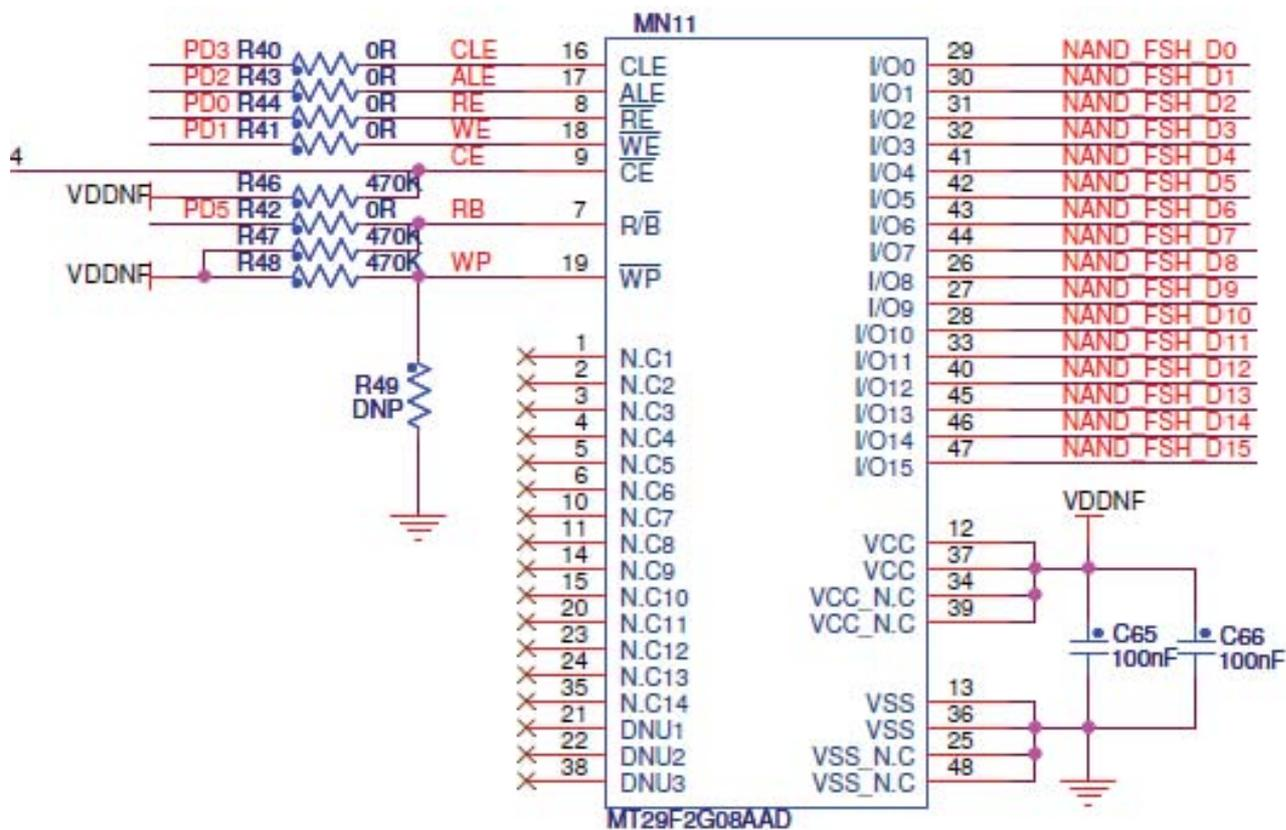 MN11
PD3 R40 0R CLE 16 CLE I/O0 29 NAND_FSH_D0
PD2 R43 0R ALE 17 ALE I/O1 30 NAND_FSH_D1
PD0 R44 0R RE 8 RE I/O2 31 NAND_FSH_D2
PD1 R41 0R WE 18 WE I/O3 32 NAND_FSH_D3
4 CE 9 CE I/O4 41 NAND_FSH_D4
VDDNF R46 470K I/O5 42 NAND_FSH_D5
PD5 R42 0R RB 7 R/B I/O6 43 NAND_FSH_D6
R47 470K I/O7 44 NAND_FSH_D7
VDDNF R48 470K WP 19 WP I/O8 26 NAND_FSH_D8
I/O9 27 NAND_FSH_D9
I/O10 28 NAND_FSH_D10
1 N.C1 I/O11 33 NAND_FSH_D11
2 N.C2 I/O12 40 NAND_FSH_D12
R49 3 N.C3 I/O13 45 NAND_FSH_D13
DNP 4 N.C4 I/O14 46 NAND_FSH_D14
5 N.C5 I/O15 47 NAND_FSH_D15
6 N.C6
10 N.C7 VDDNF
11 N.C8 VCC 12
14 N.C9 VCC 37
15 N.C10 VCC_N.C 34
20 N.C11 VCC_N.C 39
23 N.C12 C65 C66
24 N.C13 100nF 100nF
35 N.C14 VSS 13
21 DNU1 VSS 36
22 DNU2 VSS_N.C 25
38 DNU3 VSS_N.C 48
MT29F2G08AAD